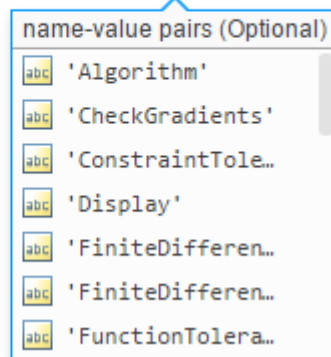 name-value pairs (Optional)
abc 'Algorithm'
abc 'CheckGradients'
abc 'ConstraintTole…
abc 'Display'
abc 'FiniteDifferen…
abc 'FiniteDifferen…
abc 'FunctionTolera…